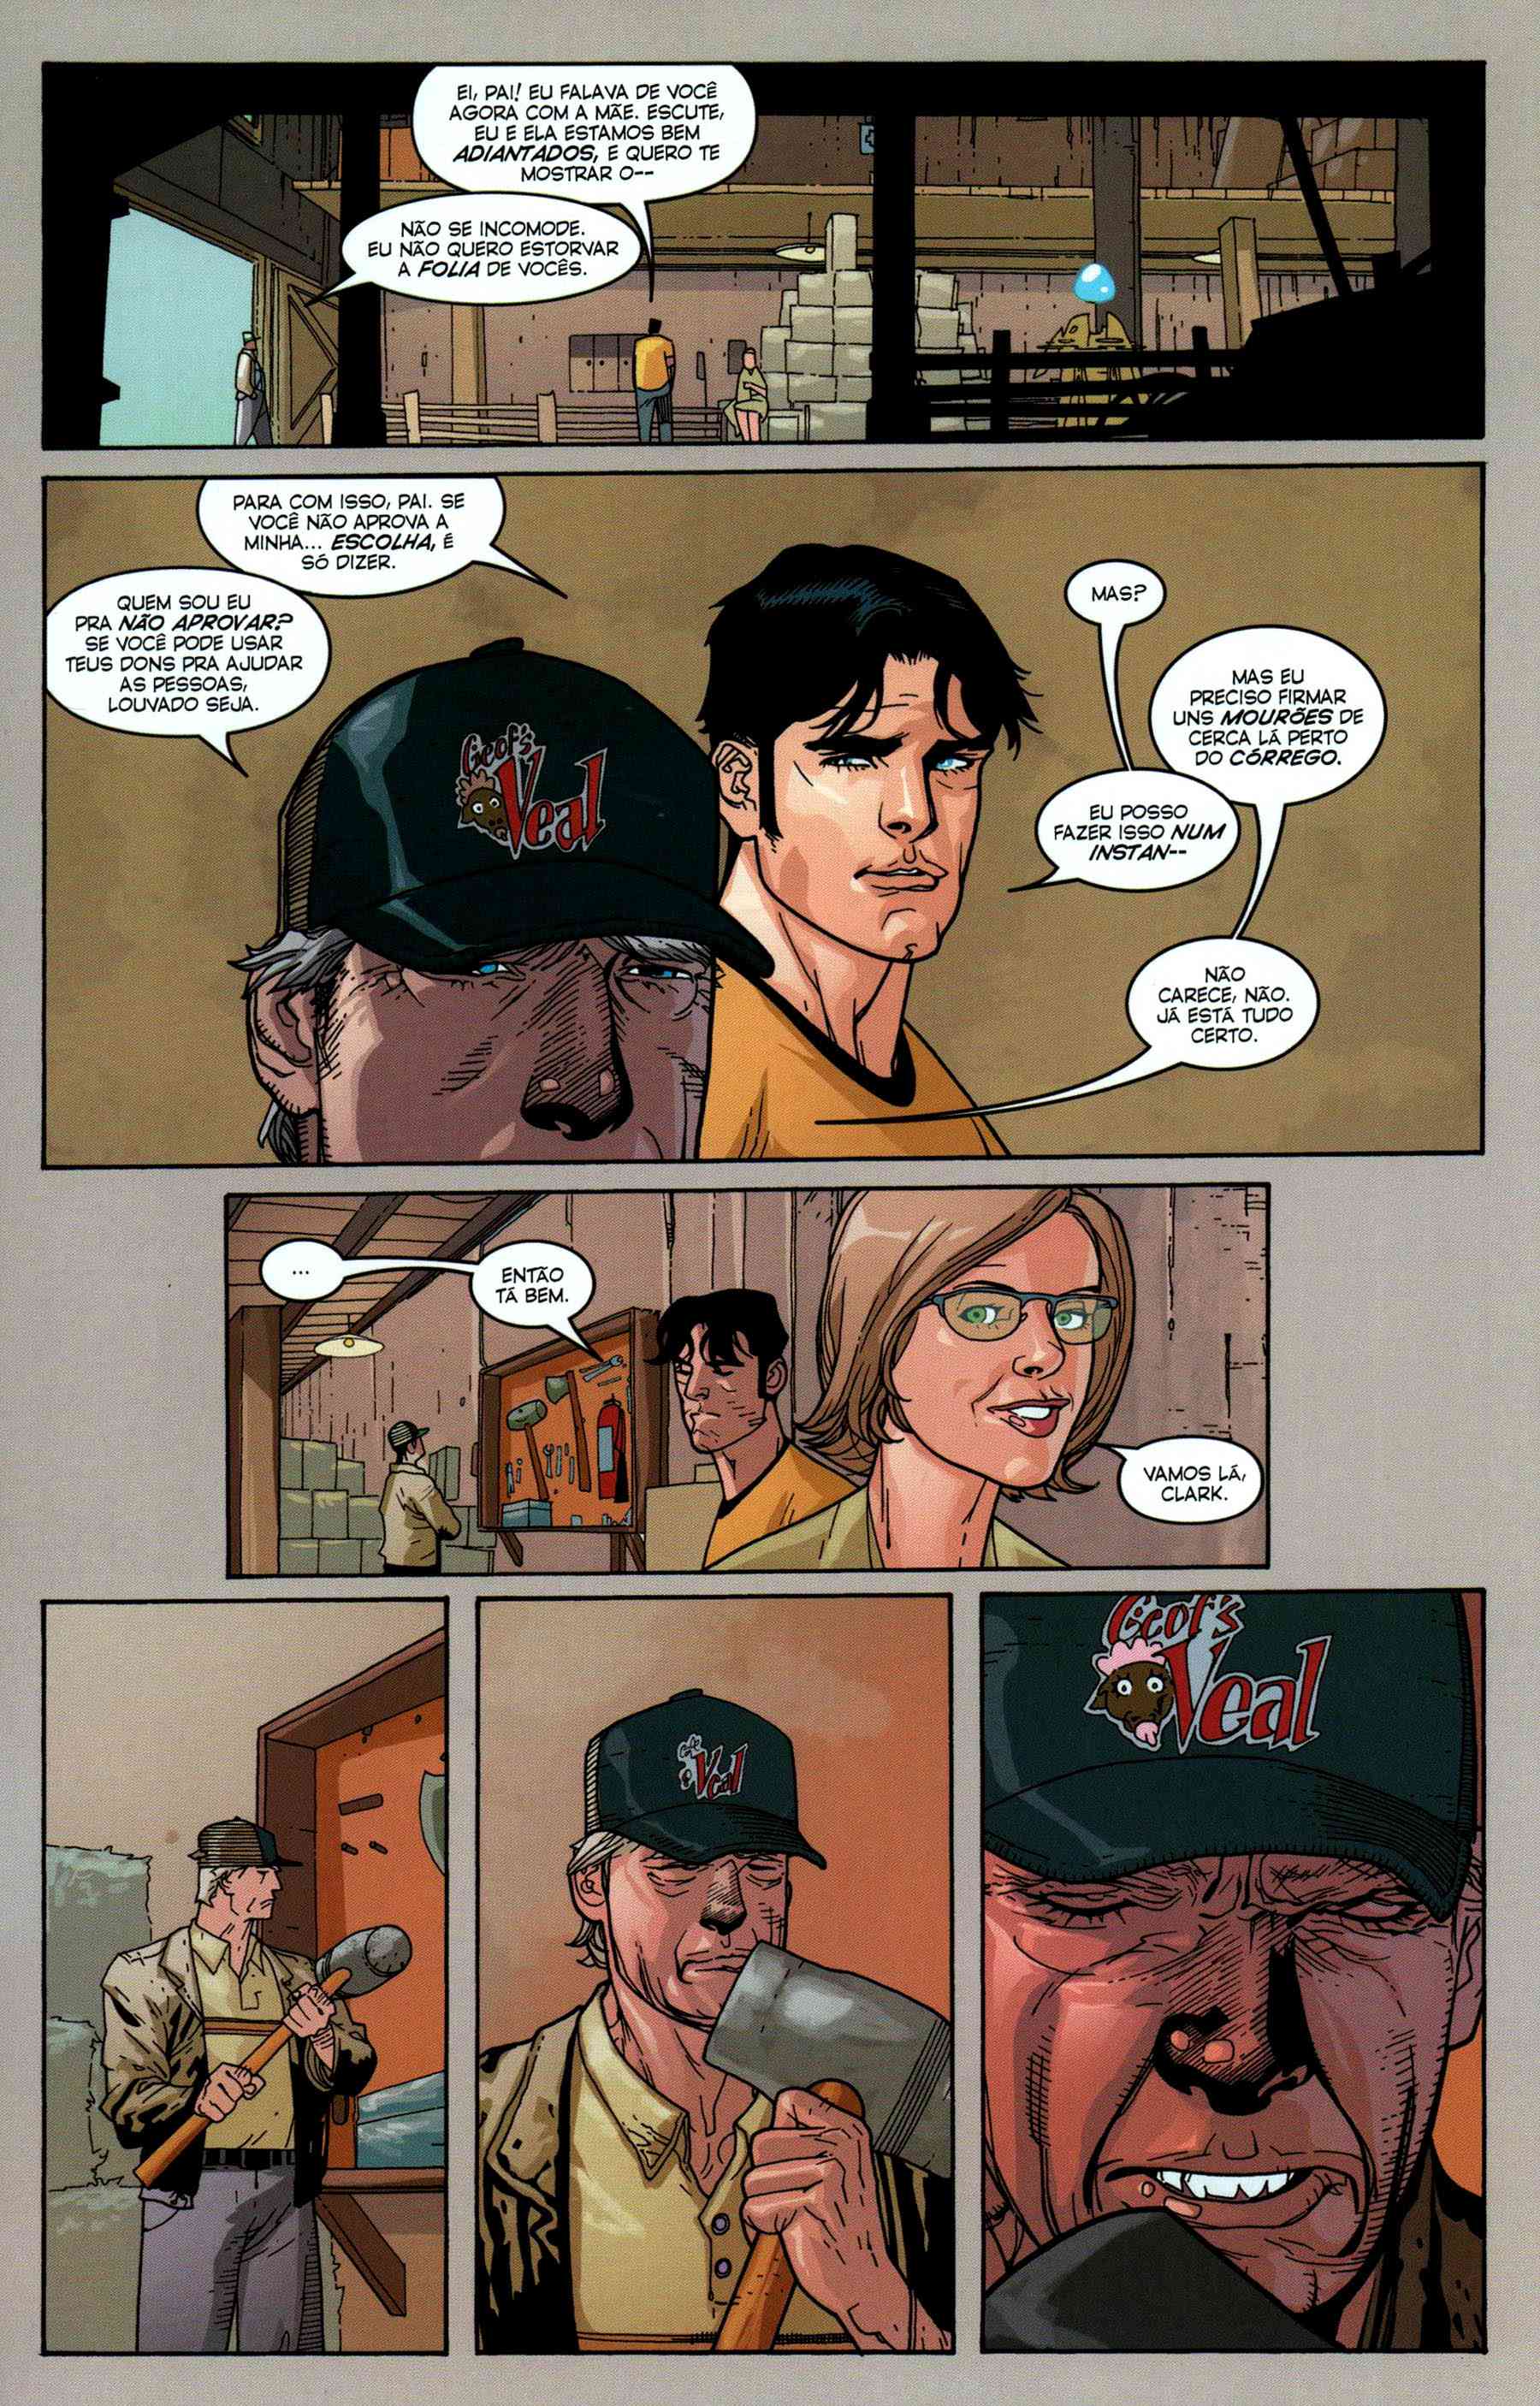 EI, PAI! EU FALAVA DE VOCÊ
AGORA COM A MÃE. ESCUTE,
EU E ELA ESTAMOS BEM
ADIANTADOS, E QUERO TE
MOSTRAR O--
NÃO SE INCOMODE.
EU NÃO QUERO ESTORVAR
A FOLIA DE VOCÊS.
PARA COM ISSO, PAI. SE
VOCÊ NÃO APROVA A
MINHA... ESCOLHA, É
SÓ DIZER.
QUEM SOU EU
PRA NÃO APROVAR?
SE VOCÊ PODE USAR
TEUS DONS PRA AJUDAR
AS PESSOAS,
LOUVADO SEJA.
MAS?
MAS EU
PRECISO FIRMAR
UNS MOURÕES DE
CERCA LÁ PERTO
DO CÓRREGO.
EU POSSO
FAZER ISSO NUM
INSTAN--
NÃO
CARECE, NÃO.
JÁ ESTÁ TUDO
CERTO.
Geof's
Veal
...
ENTÃO
TÁ BEM.
VAMOS LÁ,
CLARK.
Veal
Geof's
Veal